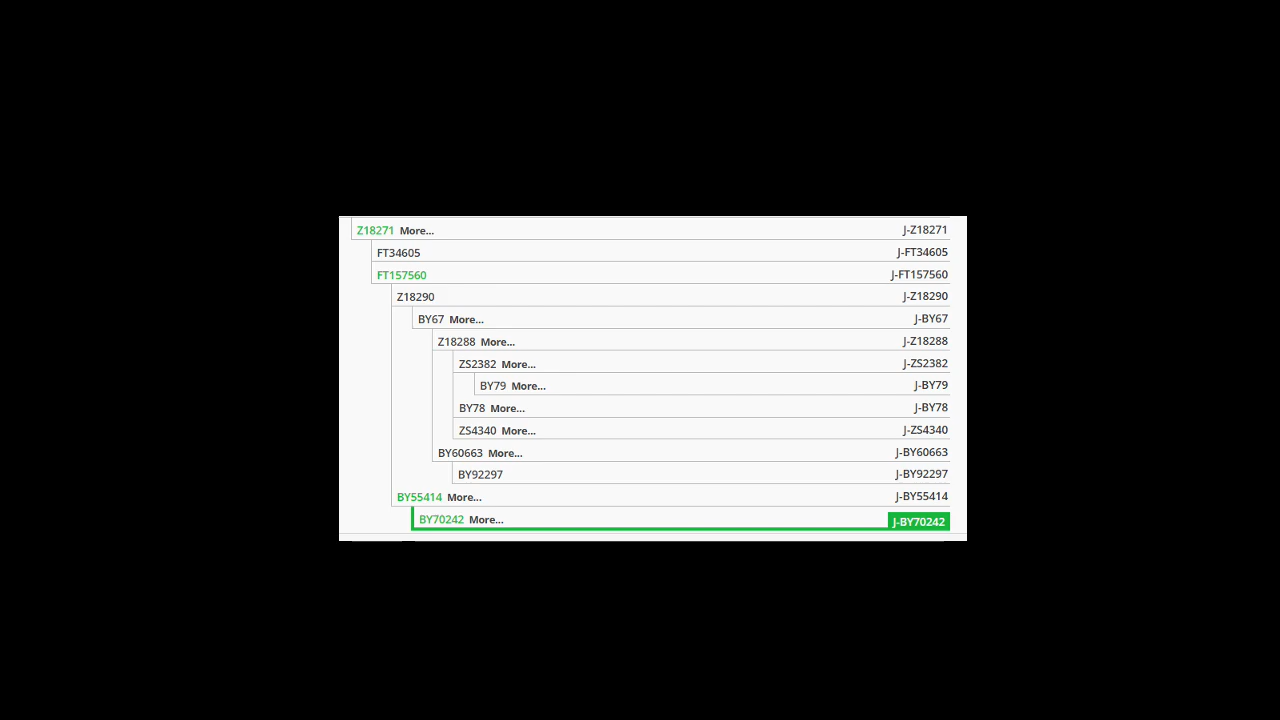 Z18271 More... J-Z18271
FT34605 J-FT34605
FT157560 J-FT157560
Z18290 J-Z18290
BY67 More... J-BY67
Z18288 More... J-Z18288
ZS2382 More... J-ZS2382
BY79 More... J-BY79
BY78 More... J-BY78
ZS4340 More... J-ZS4340
BY60663 More... J-BY60663
BY92297 J-BY92297
BY55414 More... J-BY55414
BY70242 More... J-BY70242